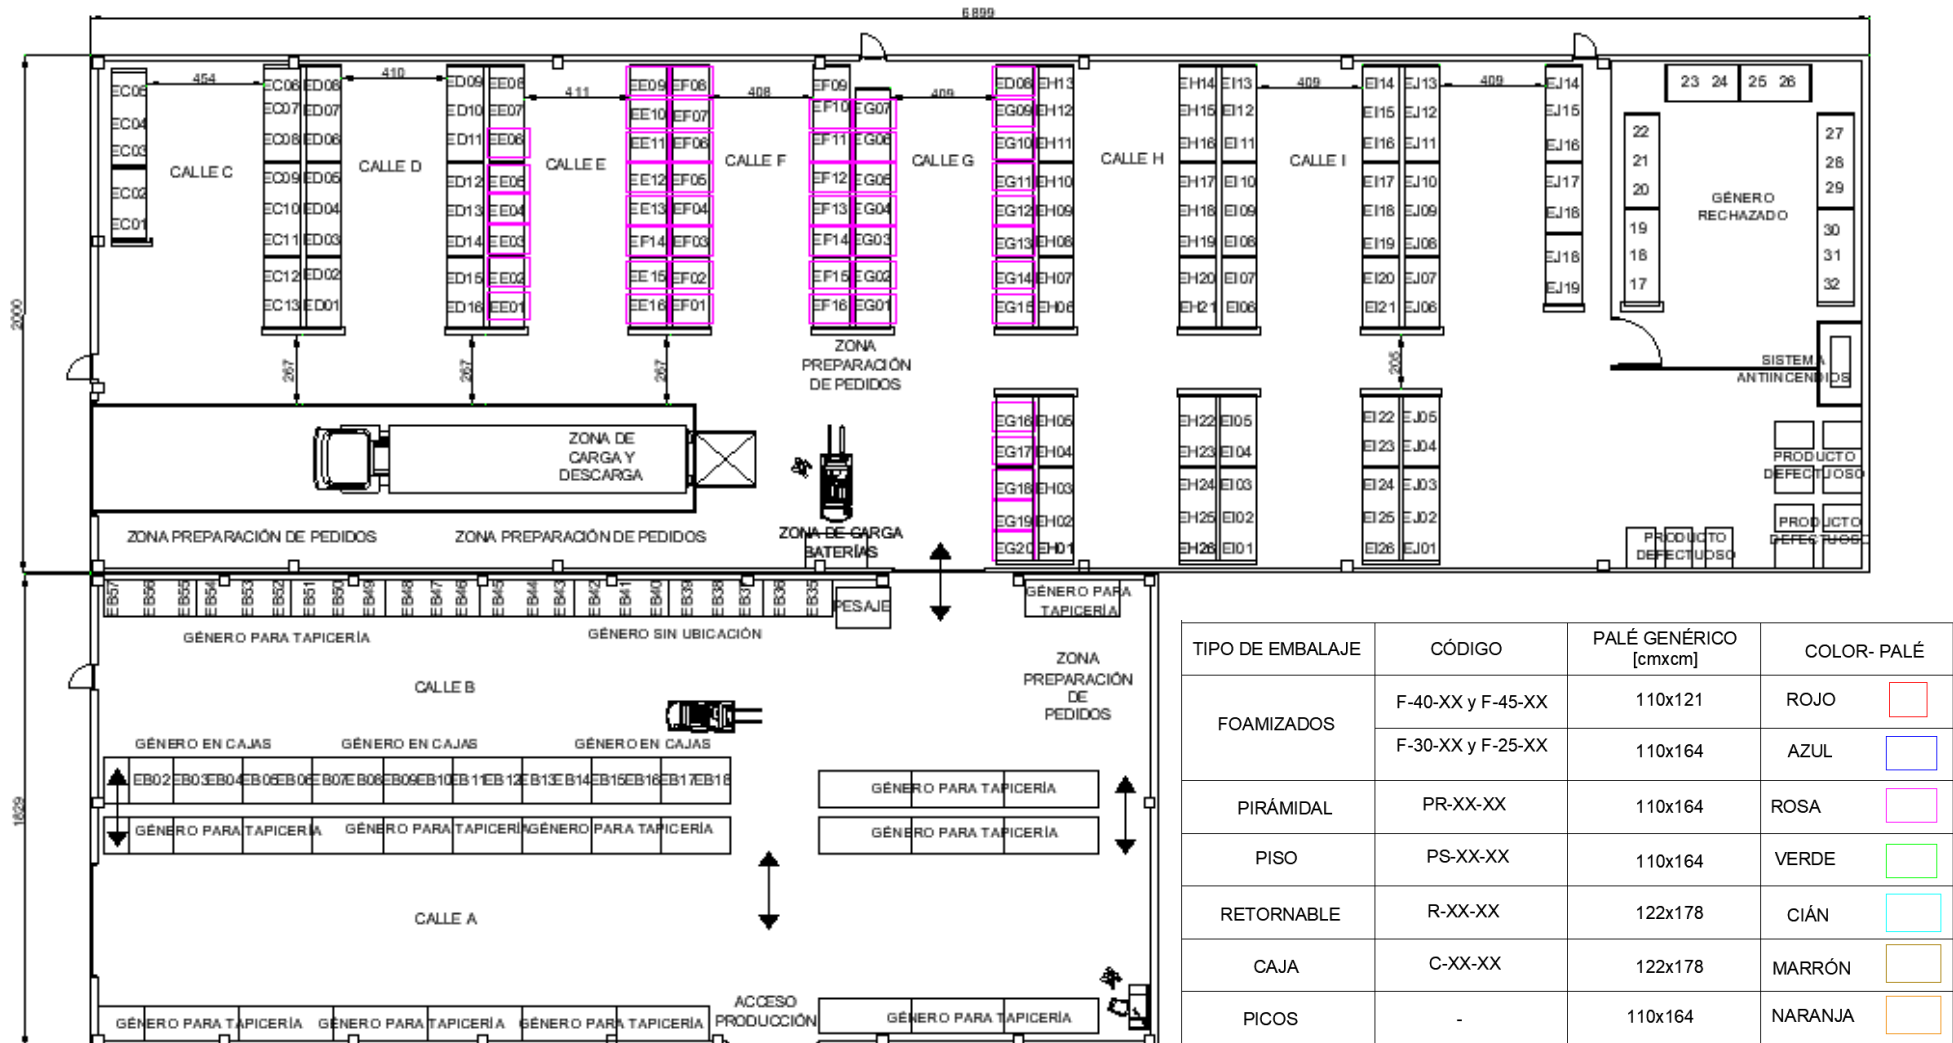 6899
454
410
411
408
409
409
409
EC05
EC04
EC03
EC02
EC01
CALLE C
EC06 ED08
EC07 ED07
EC08 ED06
EC09 ED05
EC10 ED04
EC11 ED03
EC12 ED02
EC13 ED01
CALLE D
ED09 EE08
ED10 EE07
ED11 EE06
ED12 EE05
ED13 EE04
ED14 EE03
ED15 EE02
ED16 EE01
CALLE E
EE09 EF08
EE10 EF07
EE11 EF06
EE12 EF05
EE13 EF04
EF14 EF03
EE15 EF02
EE16 EF01
CALLE F
EF09
EF10 EG07
EF11 EG06
EF12 EG05
EF13 EG04
EF14 EG03
EF15 EG02
EF16 EG01
CALLE G
ED08 EH13
EG09 EH12
EG10 EH11
EG11 EH10
EG12 EH09
EG13 EH08
EG14 EH07
EG15 EH06
CALLE H
EH14 EI13
EH15 EI12
EH16 EI11
EH17 EI10
EH18 EI09
EH19 EI08
EH20 EI07
EH21 EI06
CALLE I
EI14 EJ13
EI15 EJ12
EI16 EJ11
EI17 EJ10
EI18 EJ09
EI19 EJ08
EI20 EJ07
EI21 EJ06
EJ14
EJ15
EJ16
EJ17
EJ18
EJ18
EJ19
23 24 25 26
22
21
20
19
18
17
GÉNERO
RECHAZADO
27
28
29
30
31
32
2000
267
267
267
205
ZONA
PREPARACIÓN
DE PEDIDOS
SISTEMA
ANTIINCENDIOS
ZONA DE
CARGA Y
DESCARGA
EG16 EH05
EG17 EH04
EG18 EH03
EG19 EH02
EG20 EH01
EH22 EI05
EH23 EI04
EH24 EI03
EH25 EI02
EH26 EI01
EI22 EJ05
EI23 EJ04
EI24 EJ03
EI25 EJ02
EI26 EJ01
PRODUCTO
DEFECTUOSO
PRODUCTO
DEFECTUOSO
PRODUCTO
DEFECTUOSO
ZONA PREPARACIÓN DE PEDIDOS
ZONA PREPARACIÓN DE PEDIDOS
ZONA DE CARGA
BATERÍAS
EB57 EB56 EB55 EB54 EB53 EB52 EB51 EB50 EB49 EB48 EB47 EB46 EB45 EB44 EB43 EB42 EB41 EB40 EB39 EB38 EB37 EB36 EB35
PESAJE
GÉNERO PARA
TAPICERÍA
GÉNERO PARA TAPICERÍA
GÉNERO SIN UBICACIÓN
ZONA
PREPARACIÓN
DE
PEDIDOS
CALLE B
GÉNERO EN CAJAS GÉNERO EN CAJAS GÉNERO EN CAJAS
EB02 EB03 EB04 EB05 EB06 EB07 EB08 EB09 EB10 EB11 EB12 EB13 EB14 EB15 EB16 EB17 EB18
GÉNERO PARA TAPICERÍA
GÉNERO PARA TAPICERÍA GÉNERO PARA TAPICERÍA GÉNERO PARA TAPICERÍA
GÉNERO PARA TAPICERÍA
1829
CALLE A
ACCESO
PRODUCCIÓN
GÉNERO PARA TAPICERÍA GÉNERO PARA TAPICERÍA GÉNERO PARA TAPICERÍA
GÉNERO PARA TAPICERÍA
TIPO DE EMBALAJE CÓDIGO PALÉ GENÉRICO [cmxcm] COLOR- PALÉ
FOAMIZADOS F-40-XX y F-45-XX 110x121 ROJO
F-30-XX y F-25-XX 110x164 AZUL
PIRÁMIDAL PR-XX-XX 110x164 ROSA
PISO PS-XX-XX 110x164 VERDE
RETORNABLE R-XX-XX 122x178 CIÁN
CAJA C-XX-XX 122x178 MARRÓN
PICOS - 110x164 NARANJA